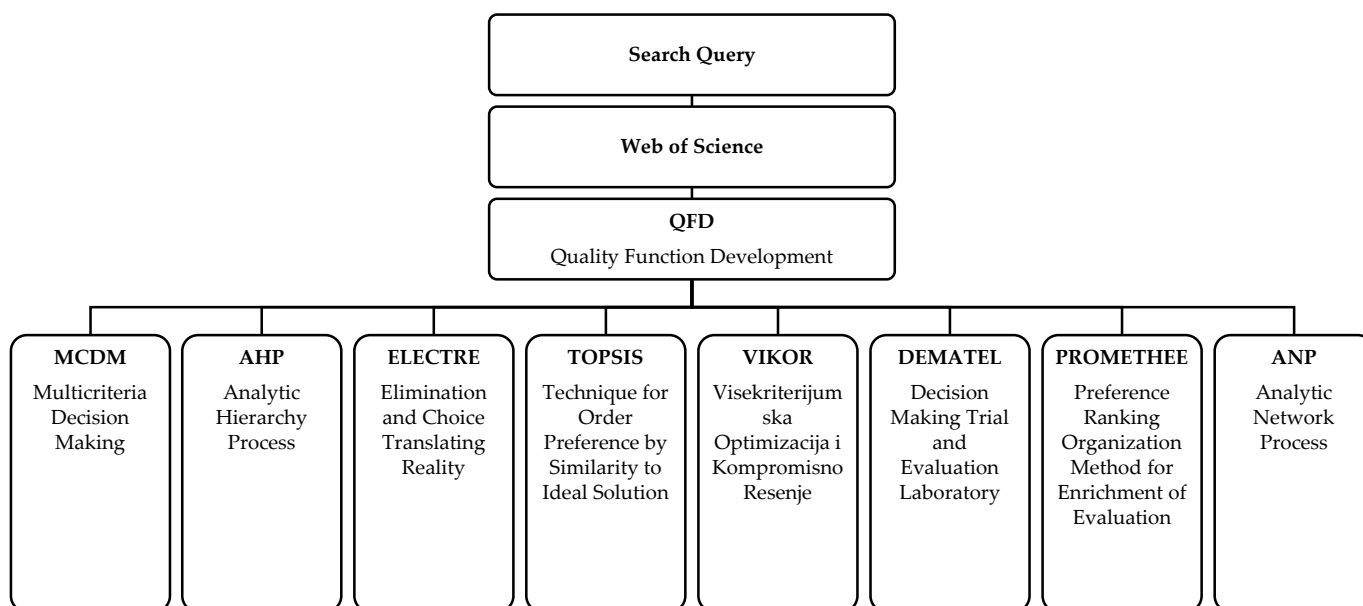 Search Query
Web of Science
QFD
Quality Function Development
MCDM
Multicriteria
Decision
Making
AHP
Analytic
Hierarchy
Process
ELECTRE
Elimination
and Choice
Translating
Reality
TOPSIS
Technique for
Order
Preference by
Similarity to
Ideal Solution
VIKOR
Visekriterijum
ska
Optimizacija i
Kompromisno
Resenje
DEMATEL
Decision
Making Trial
and
Evaluation
Laboratory
PROMETHEE
Preference
Ranking
Organization
Method for
Enrichment of
Evaluation
ANP
Analytic
Network
Process